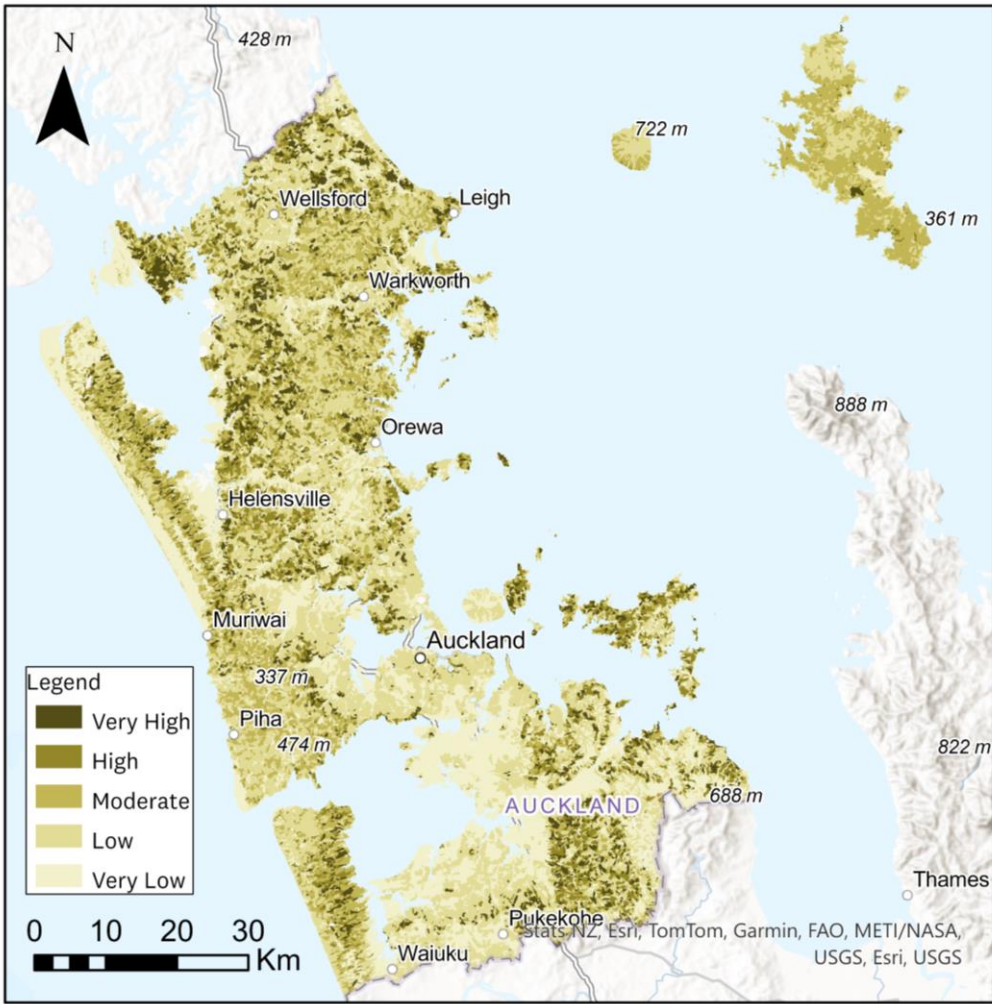 N
428 m
722 m
Wellsford
Leigh
361 m
Warkworth
888 m
Orewa
Helensville
Muriwai
Auckland
337 m
Piha
474 m
822 m
688 m
AUCKLAND
Legend
Very High
High
Moderate
Low
Very Low
Thames
Pukekohe
Waiuku
0 10 20 30
Km
Stats NZ, Esri, TomTom, Garmin, FAO, METI/NASA,
USGS, Esri, USGS